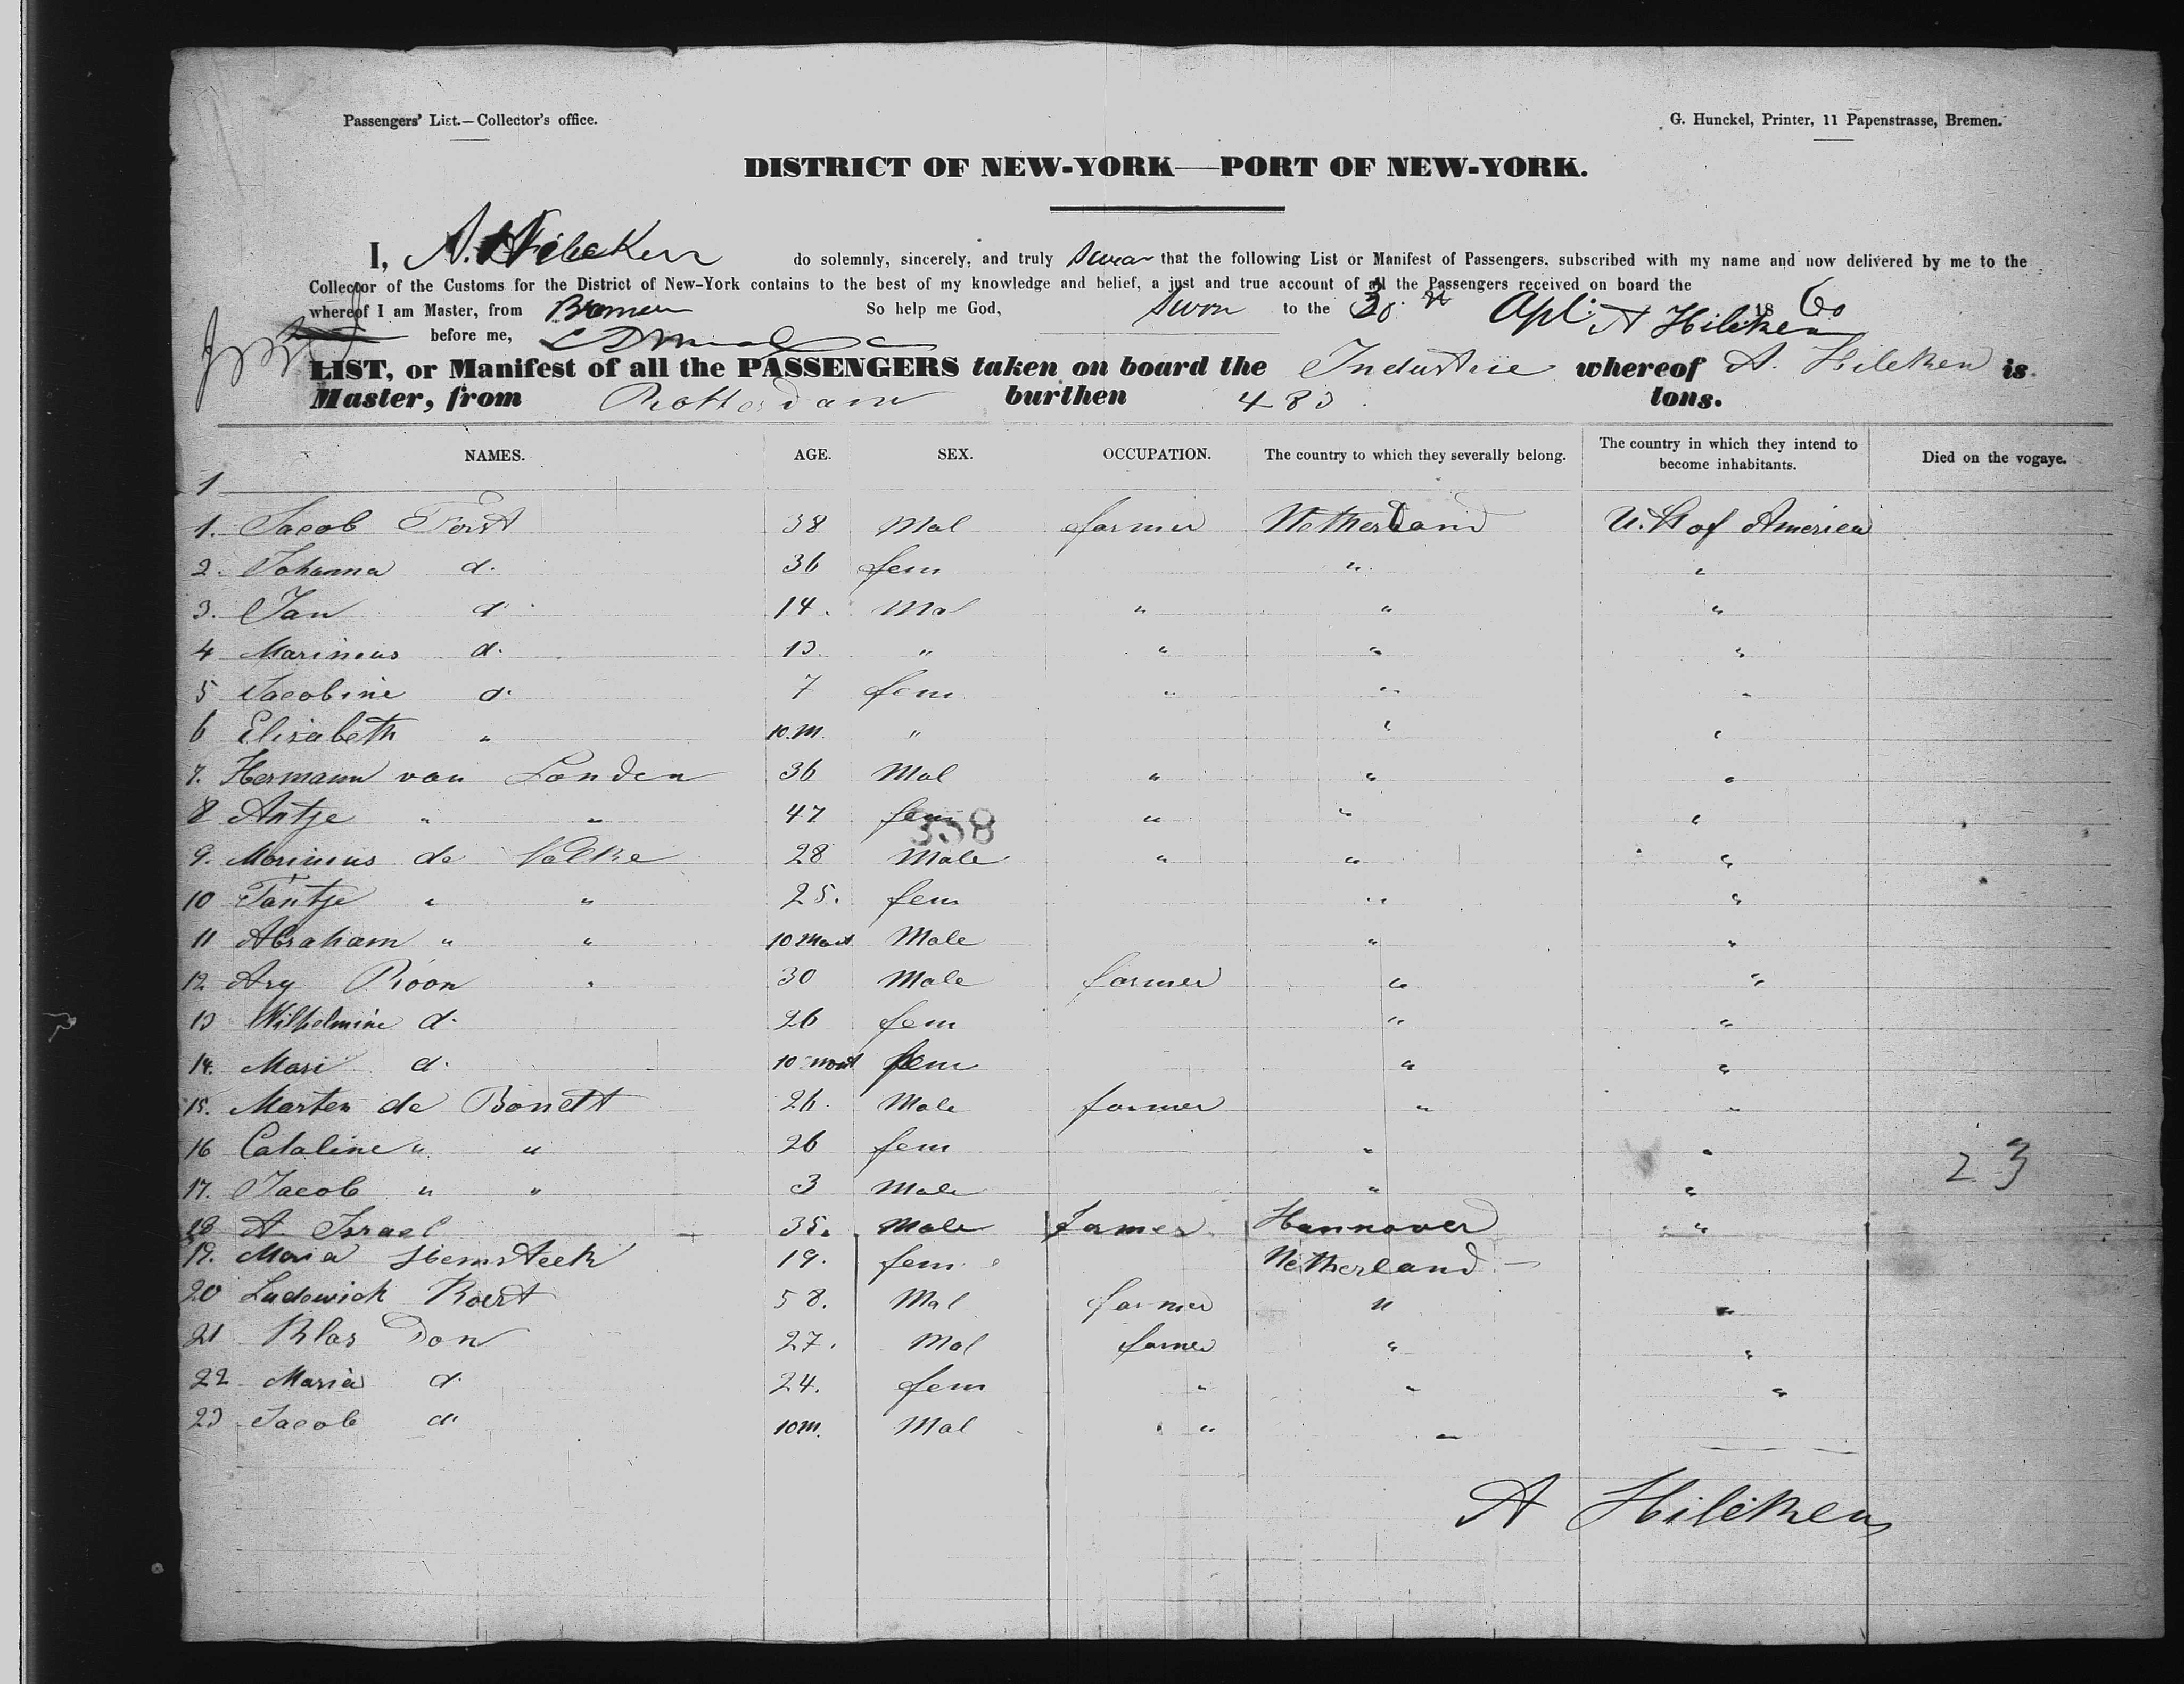 Passengers' List.—Collector's office. G. Hunckel, Printer, 11 Papenstrasse, Bremen.
DISTRICT OF NEW-YORK—PORT OF NEW-YORK.
I, A. Hilcken do solemnly, sincerely, and truly swear that the following List or Manifest of Passengers, subscribed with my name and now delivered by me to the
Collector of the Customs for the District of New-York contains to the best of my knowledge and belief, a just and true account of all the Passengers received on board the
whereof I am Master, from Bremen So help me God, Sworn to the 30 Apl. 1860 A Hilcken
before me,
LIST, or Manifest of all the PASSENGERS taken on board the Industrie whereof A. Hilcken is
Master, from Rotterdam burthen 483 tons.
NAMES. AGE. SEX. OCCUPATION. The country to which they severally belong. The country in which they intend to become inhabitants. Died on the vogaye.
1
1. Jacob 38 Mal farmer Netherland U. St of America
2. Johanna d. 36 fem " "
3. Jan d. 14. Mal " " "
4 Marinus d. 13. " " " "
5 Jacobine d. 7 fem " " "
6 Elisabeth " 10.M. " " "
7. Hermann van Londen 36 Mal " " "
8 Antje " " 47 fem " " "
358
9. Marinus de Valke 28 Male " " "
10 Tantje " " 25. fem " "
11 Abraham " " 10 Mont Male " "
12 Ary Roon " 30 Male farmer " "
13 Wilhelmine d. 26 fem " "
14. Mari d. 10 mont fem " "
15. Marten de Bonett 26. Male farmer " "
16 Cataline " " 26 fem " "
17. Jacob " " 3 Male " "
23
18 A Israel 35. Male farmer Hannover "
19. Maria Hemsteck 19. fem Netherland —
20 Ludewich Roert 58. Mal farmer " "
21 Klas Don 27. Mal farmer " "
22 Maria d. 24. fem " " "
23 Jacob d. 10M. Mal " "
A Hilcken